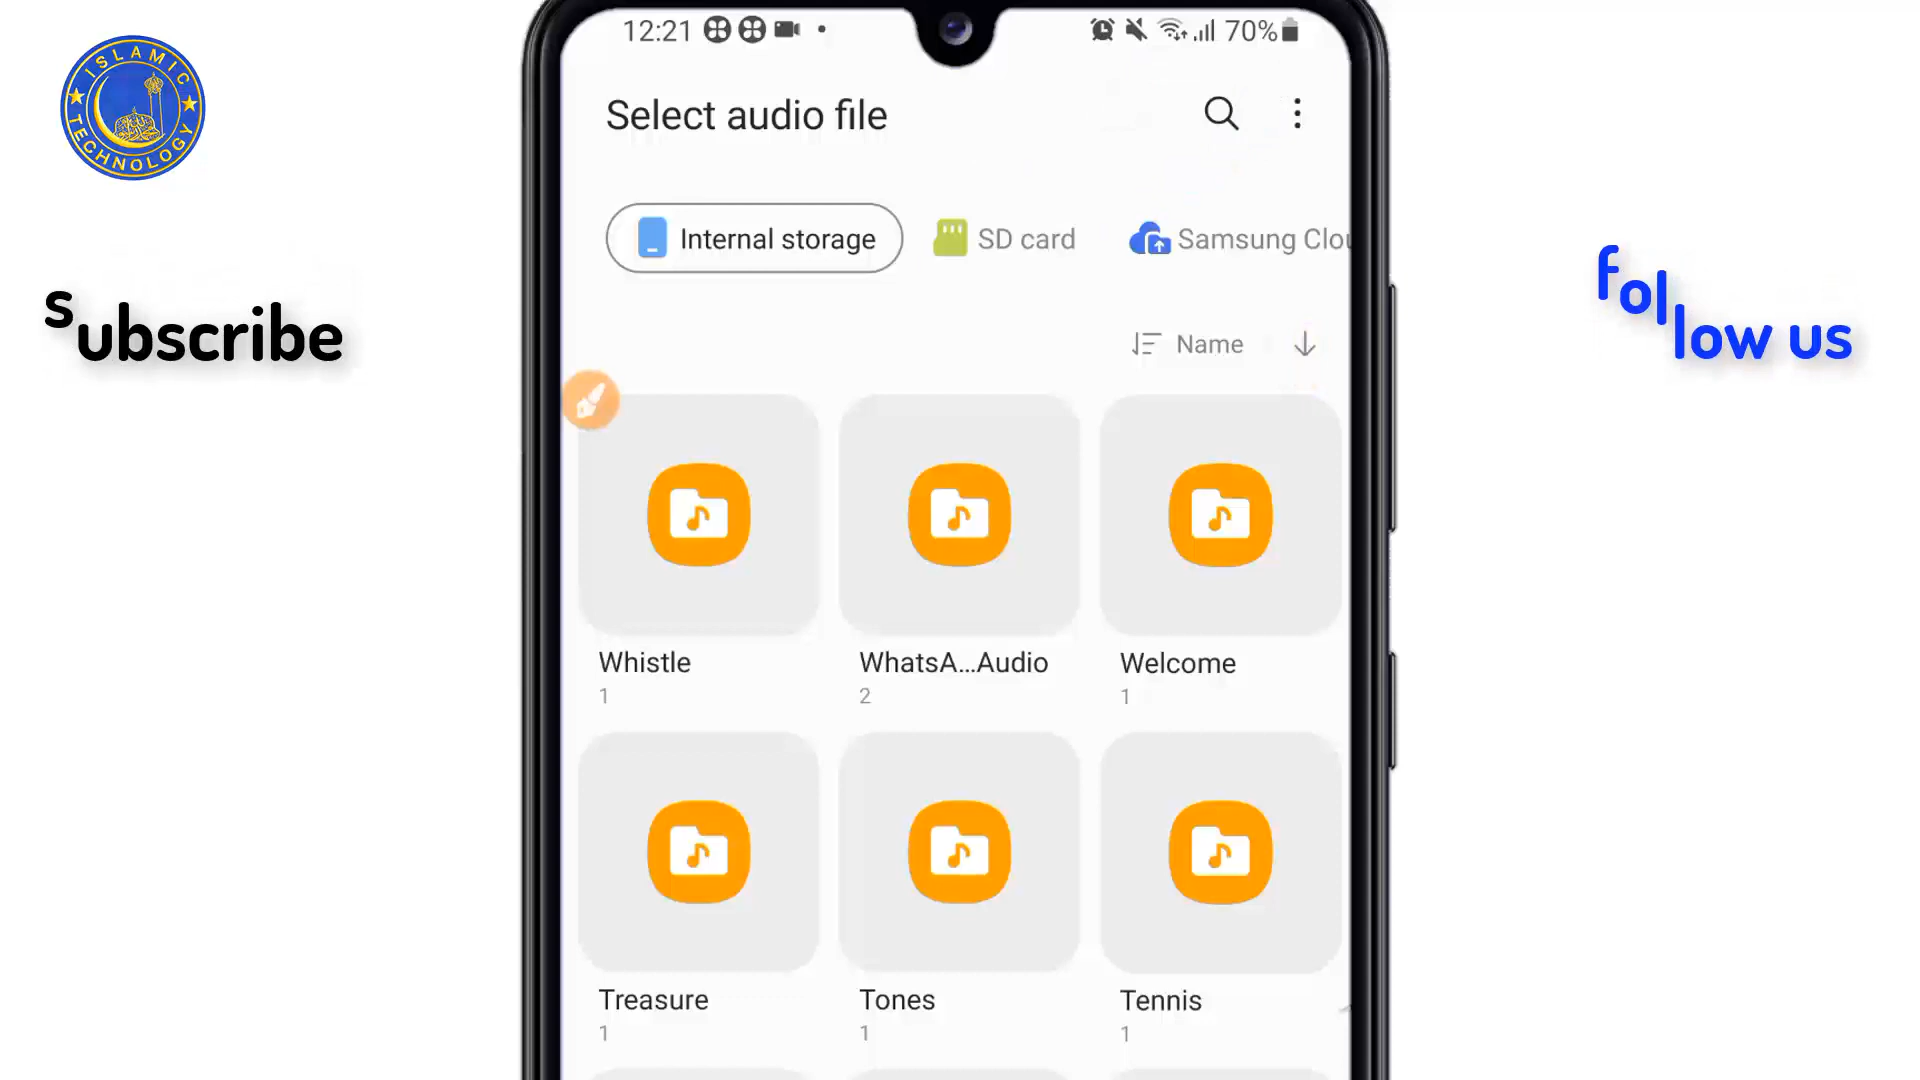 12:21 70%
ISLAMIC
TECHNOLOGY
Select audio file
Internal storage SD card Samsung Clou
subscribe
follow us
Name
Whistle WhatsA...Audio Welcome
1 2 1
Treasure Tones Tennis
1 1 1